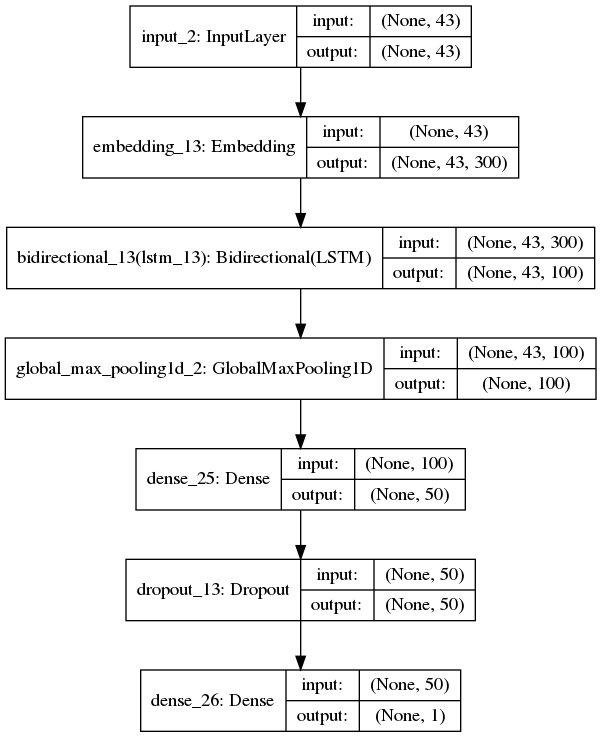 input_2: InputLayer
input: (None, 43)
output: (None, 43)
embedding_13: Embedding
input: (None, 43)
output: (None, 43, 300)
bidirectional_13(lstm_13): Bidirectional(LSTM)
input: (None, 43, 300)
output: (None, 43, 100)
global_max_pooling1d_2: GlobalMaxPooling1D
input: (None, 43, 100)
output: (None, 100)
dense_25: Dense
input: (None, 100)
output: (None, 50)
dropout_13: Dropout
input: (None, 50)
output: (None, 50)
dense_26: Dense
input: (None, 50)
output: (None, 1)